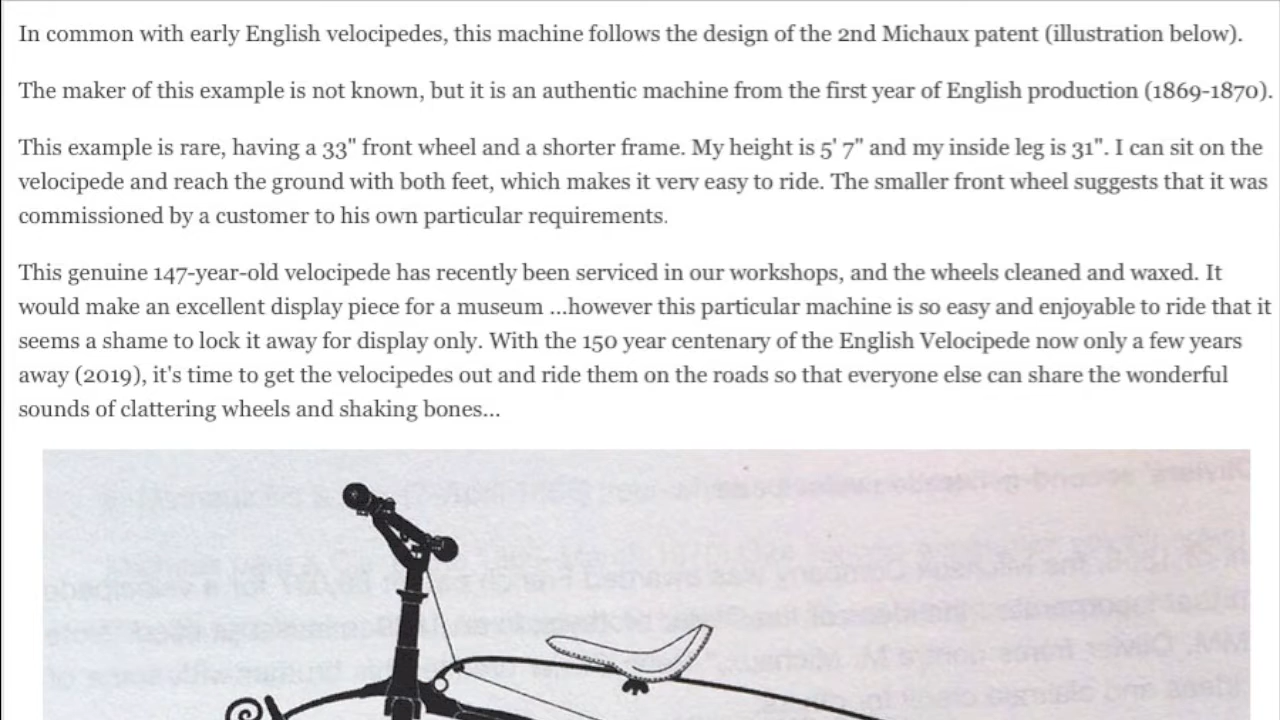 In common with early English velocipedes, this machine follows the design of the 2nd Michaux patent (illustration below).
The maker of this example is not known, but it is an authentic machine from the first year of English production (1869-1870).
This example is rare, having a 33" front wheel and a shorter frame. My height is 5' 7" and my inside leg is 31". I can sit on the
velocipede and reach the ground with both feet, which makes it very easy to ride. The smaller front wheel suggests that it was
commissioned by a customer to his own particular requirements.
This genuine 147-year-old velocipede has recently been serviced in our workshops, and the wheels cleaned and waxed. It
would make an excellent display piece for a museum ...however this particular machine is so easy and enjoyable to ride that it
seems a shame to lock it away for display only. With the 150 year centenary of the English Velocipede now only a few years
away (2019), it's time to get the velocipedes out and ride them on the roads so that everyone else can share the wonderful
sounds of clattering wheels and shaking bones...